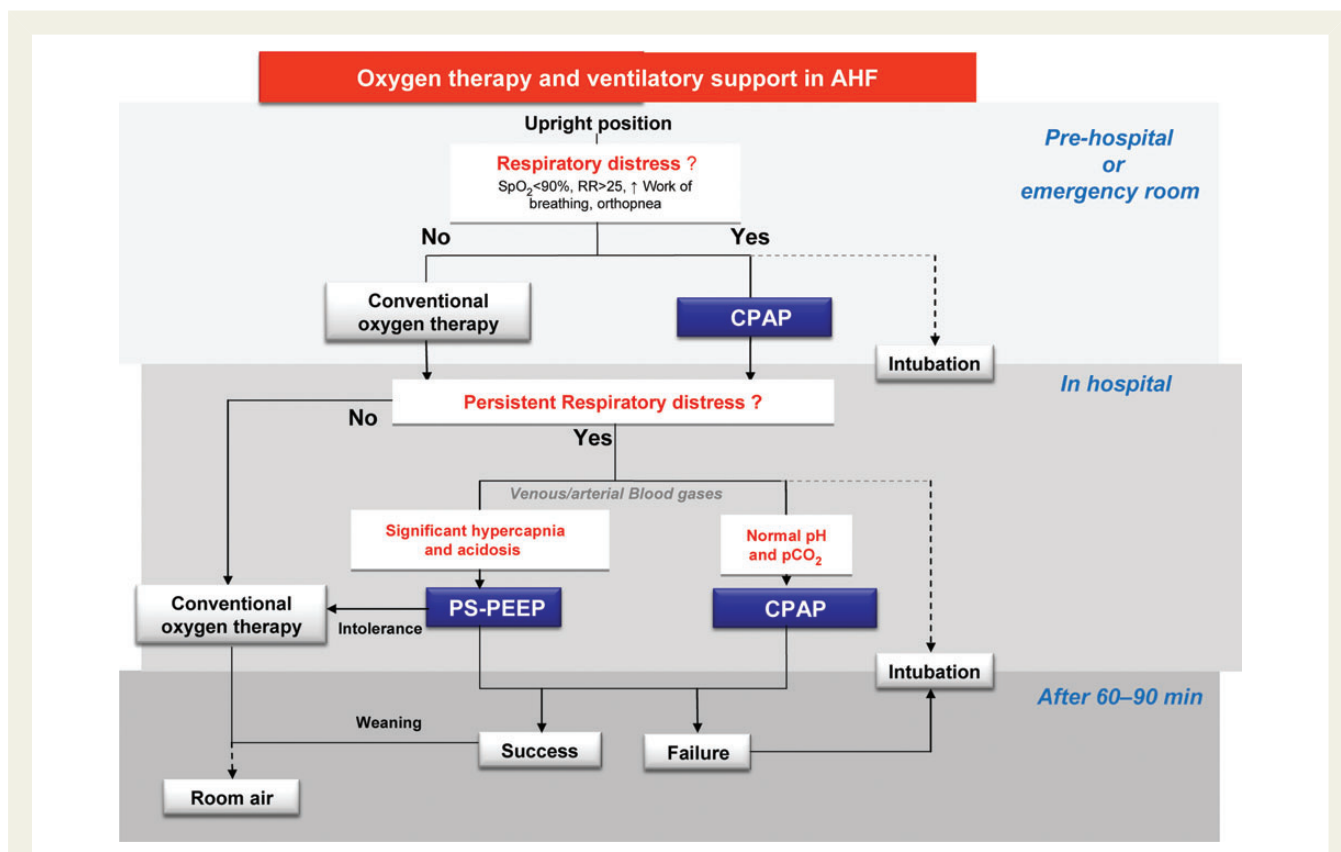 Oxygen therapy and ventilatory support in AHF
Upright position
Pre-hospital
or
emergency room
Respiratory distress ?
SpO₂<90%, RR>25, ↑ Work of
breathing, orthopnea
No
Yes
Conventional
oxygen therapy
CPAP
Intubation
In hospital
Persistent Respiratory distress ?
No
Yes
Venous/arterial Blood gases
Significant hypercapnia
and acidosis
Normal pH
and pCO₂
Conventional
oxygen therapy
Intolerance
PS-PEEP
CPAP
Intubation
After 60–90 min
Weaning
Success
Failure
Room air